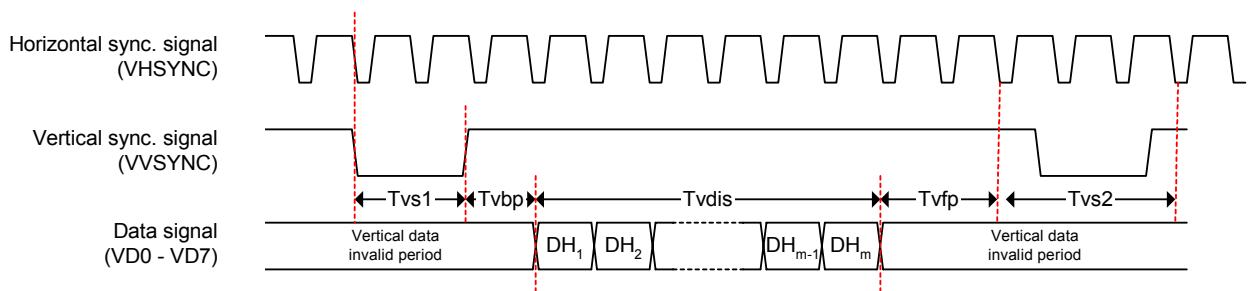 Horizontal sync. signal
(VHSYNC)
Vertical sync. signal
(VVSYNC)
Tvs1
Tvbp
Tvdis
Tvfp
Tvs2
Data signal
(VD0 - VD7)
Vertical data
invalid period
DH1
DH2
DHm-1
DHm
Vertical data
invalid period